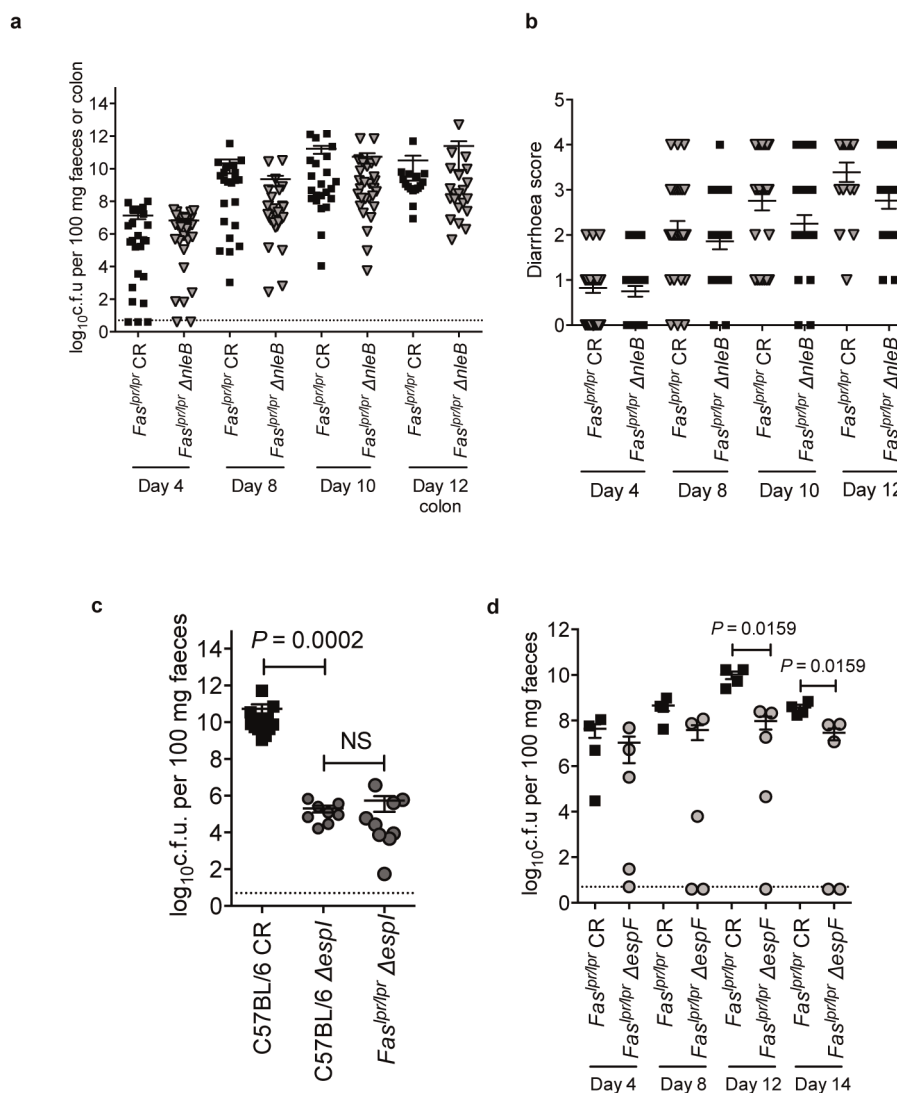 a
log₁₀c.f.u per 100 mg faeces or colon
14
12
10
8
6
4
2
0
Fas^lpr/lpr CR
Fas^lpr/lpr ΔnleB
Fas^lpr/lpr CR
Fas^lpr/lpr ΔnleB
Fas^lpr/lpr CR
Fas^lpr/lpr ΔnleB
Fas^lpr/lpr CR
Fas^lpr/lpr ΔnleB
Day 4
Day 8
Day 10
Day 12
colon
b
Diarrhoea score
5
4
3
2
1
0
Fas^lpr/lpr CR
Fas^lpr/lpr ΔnleB
Fas^lpr/lpr CR
Fas^lpr/lpr ΔnleB
Fas^lpr/lpr CR
Fas^lpr/lpr ΔnleB
Fas^lpr/lpr CR
Fas^lpr/lpr ΔnleB
Day 4
Day 8
Day 10
Day 12
c
log₁₀c.f.u. per 100 mg faeces
14
12
10
8
6
4
2
0
P = 0.0002
NS
C57BL/6 CR
C57BL/6 ΔespI
Fas^lpr/lpr ΔespI
d
log₁₀c.f.u per 100 mg faeces
12
10
8
6
4
2
0
P = 0.0159
P = 0.0159
Fas^lpr/lpr CR
Fas^lpr/lpr ΔespF
Fas^lpr/lpr CR
Fas^lpr/lpr ΔespF
Fas^lpr/lpr CR
Fas^lpr/lpr ΔespF
Fas^lpr/lpr CR
Fas^lpr/lpr ΔespF
Day 4
Day 8
Day 12
Day 14